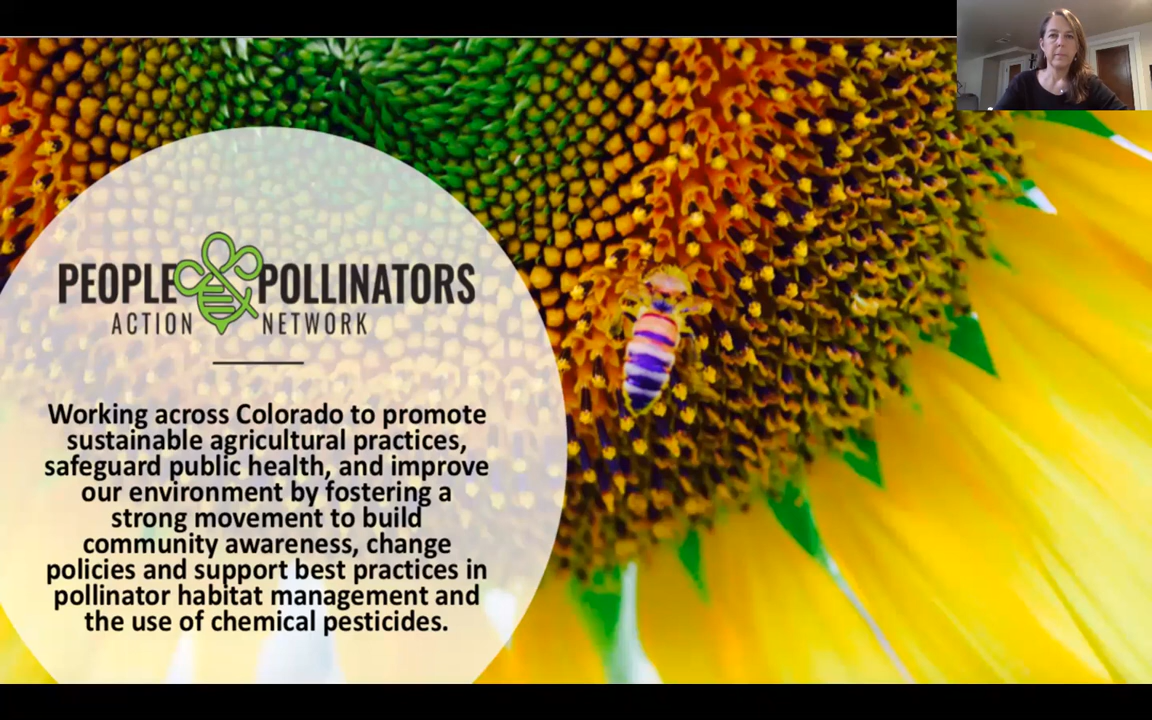 PEOPLE POLLINATORS
ACTION NETWORK
Working across Colorado to promote
sustainable agricultural practices,
safeguard public health, and improve
our environment by fostering a
strong movement to build
community awareness, change
policies and support best practices in
pollinator habitat management and
the use of chemical pesticides.